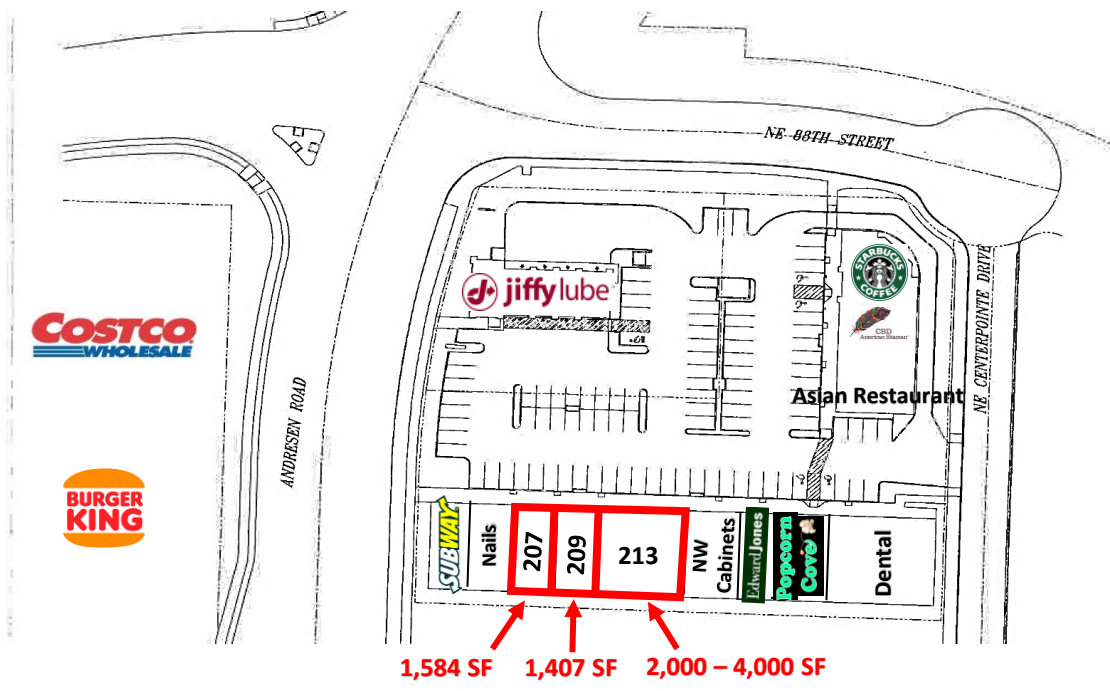 NE 88TH STREET
STARBUCKS
COFFEE
jiffy lube
CBD
American Shaman
COSTCO
WHOLESALE
Asian Restaurant
NE CENTERPOINTE DRIVE
ANDRESEN ROAD
BURGER
KING
SUBWAY
Nails
207
209
213
NW
Cabinets
Edward Jones
Popcorn
Cove
Dental
1,584 SF
1,407 SF
2,000 – 4,000 SF